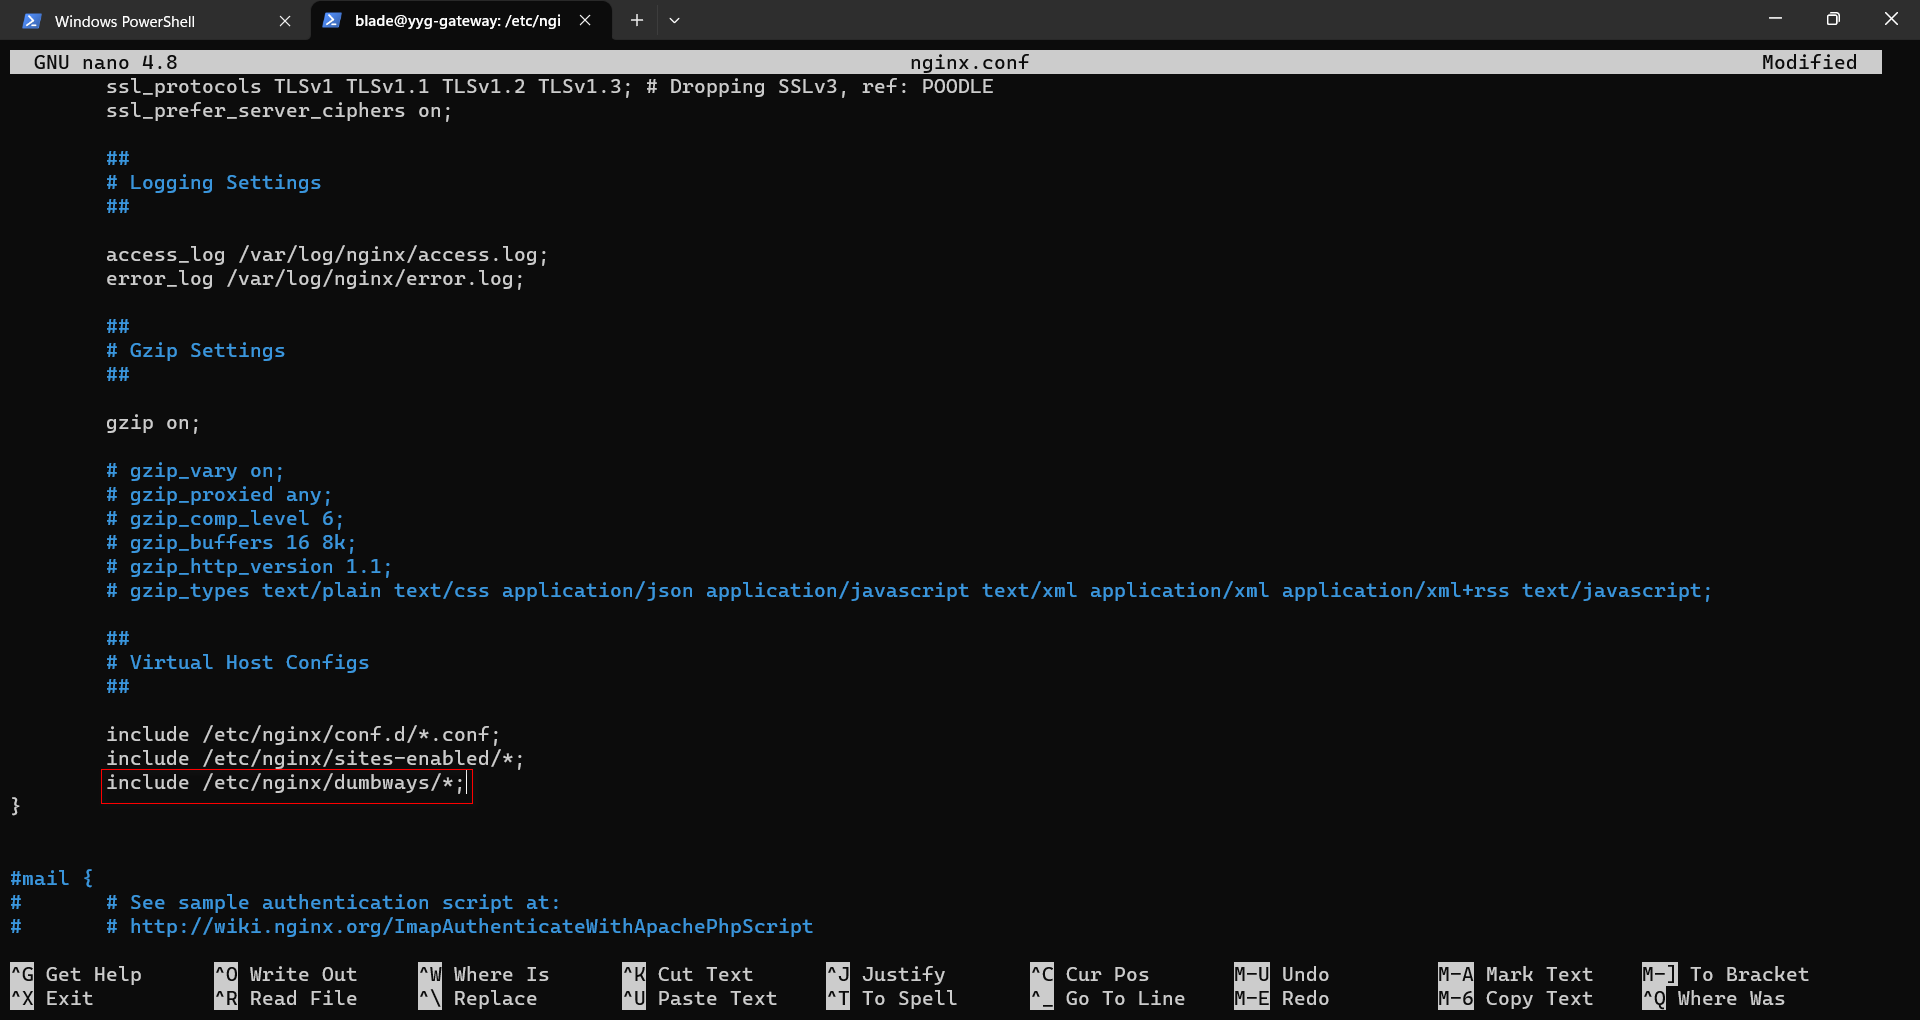 Windows PowerShell
blade@yyg-gateway: /etc/ngi
GNU nano 4.8 nginx.conf Modified
ssl_protocols TLSv1 TLSv1.1 TLSv1.2 TLSv1.3; # Dropping SSLv3, ref: POODLE
ssl_prefer_server_ciphers on;
##
# Logging Settings
##
access_log /var/log/nginx/access.log;
error_log /var/log/nginx/error.log;
##
# Gzip Settings
##
gzip on;
# gzip_vary on;
# gzip_proxied any;
# gzip_comp_level 6;
# gzip_buffers 16 8k;
# gzip_http_version 1.1;
# gzip_types text/plain text/css application/json application/javascript text/xml application/xml application/xml+rss text/javascript;
##
# Virtual Host Configs
##
include /etc/nginx/conf.d/*.conf;
include /etc/nginx/sites-enabled/*;
include /etc/nginx/dumbways/*;
}
#mail {
# # See sample authentication script at:
# # http://wiki.nginx.org/ImapAuthenticateWithApachePhpScript
^G Get Help ^O Write Out ^W Where Is ^K Cut Text ^J Justify ^C Cur Pos M-U Undo M-A Mark Text M-] To Bracket
^X Exit ^R Read File ^\ Replace ^U Paste Text ^T To Spell ^_ Go To Line M-E Redo M-6 Copy Text ^Q Where Was